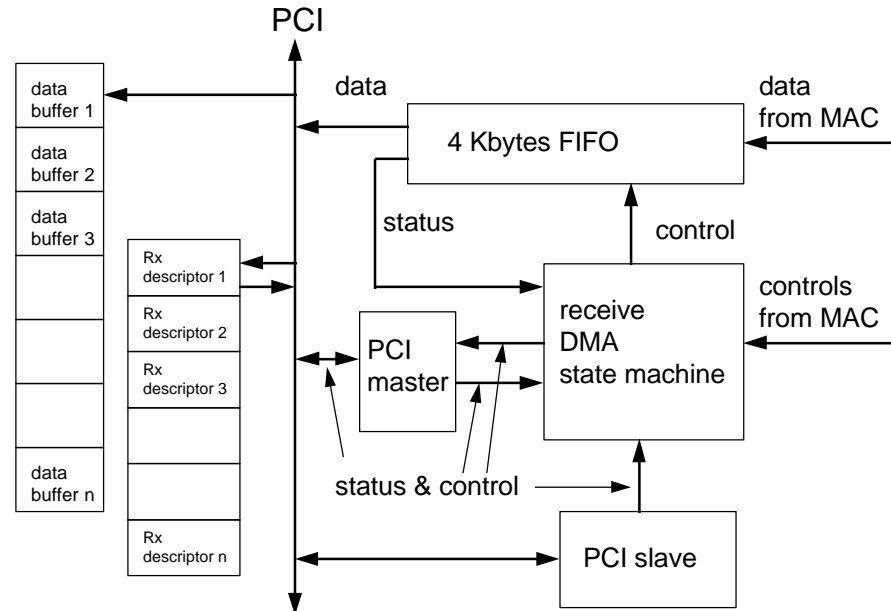 PCI
data
buffer 1
data
buffer 2
data
buffer 3
data
buffer n
Rx
descriptor 1
Rx
descriptor 2
Rx
descriptor 3
Rx
descriptor n
data
4 Kbytes FIFO
data
from MAC
status
control
receive
DMA
state machine
controls
from MAC
PCI
master
status & control
PCI slave